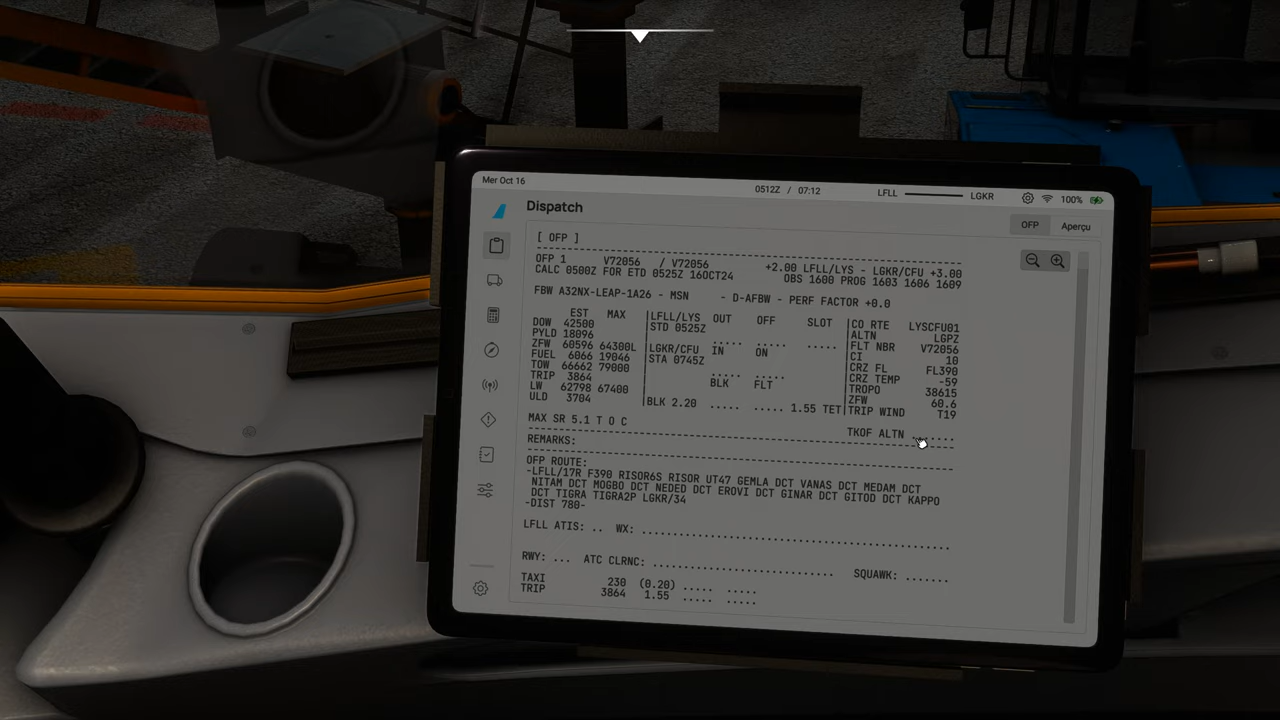 Mer Oct 16
0512Z / 07:12
LFLL LGKR
100%
Dispatch
OFP Aperçu
[ OFP ]
OFP 1 V72056 / V72056 +2.00 LFLL/LYS - LGKR/CFU +3.00
CALC 0500Z FOR ETD 0525Z 16OCT24 OBS 1600 PROG 1603 1606 1609
FBW A32NX-LEAP-1A26 - MSN - D-AFBW - PERF FACTOR +0.0
EST MAX |LFLL/LYS OUT OFF SLOT |CO RTE LYSCFU01
DOW 42500 |STD 0525Z |ALTN LGPZ
PYLD 18096 | ..... ..... ..... |FLT NBR V72056
ZFW 60596 64300L |LGKR/CFU IN ON |CI 10
FUEL 6066 19046 |STA 0745Z |CRZ FL FL390
TOW 66662 79000 | ..... ..... |CRZ TEMP -59
TRIP 3864 | BLK FLT |TROPO 38615
LW 62798 67400 | |ZFW 60.6
ULD 3704 |BLK 2.20 ..... ..... 1.55 TET|TRIP WIND T19
MAX SR 5.1 T O C TKOF ALTN .......
REMARKS:
OFP ROUTE:
-LFLL/17R F390 RISOR6S RISOR UT47 GEMLA DCT VANAS DCT MEDAM DCT
NITAM DCT MOGBO DCT NEDED DCT EROVI DCT GINAR DCT GITOD DCT KAPPO
DCT TIGRA TIGRA2P LGKR/34
-DIST 780-
LFLL ATIS: .. WX: ..........................................
RWY: ... ATC CLRNC: ............................ SQUAWK: .......
TAXI 230 (0.20) ..... .....
TRIP 3864 1.55 ..... .....